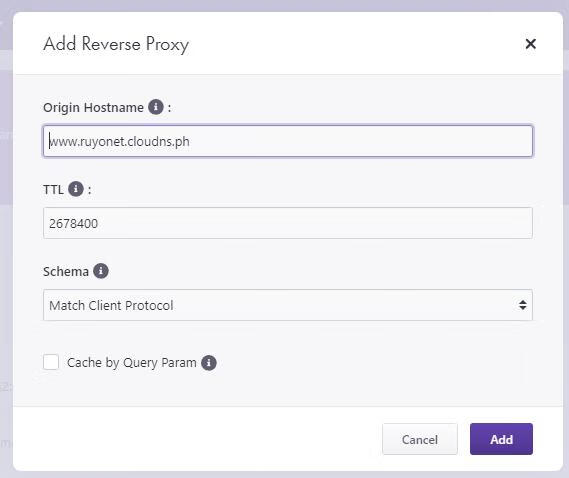 Add Reverse Proxy
Origin Hostname :
www.ruyonet.cloudns.ph
TTL :
2678400
Schema
Match Client Protocol
Cache by Query Param
Cancel
Add